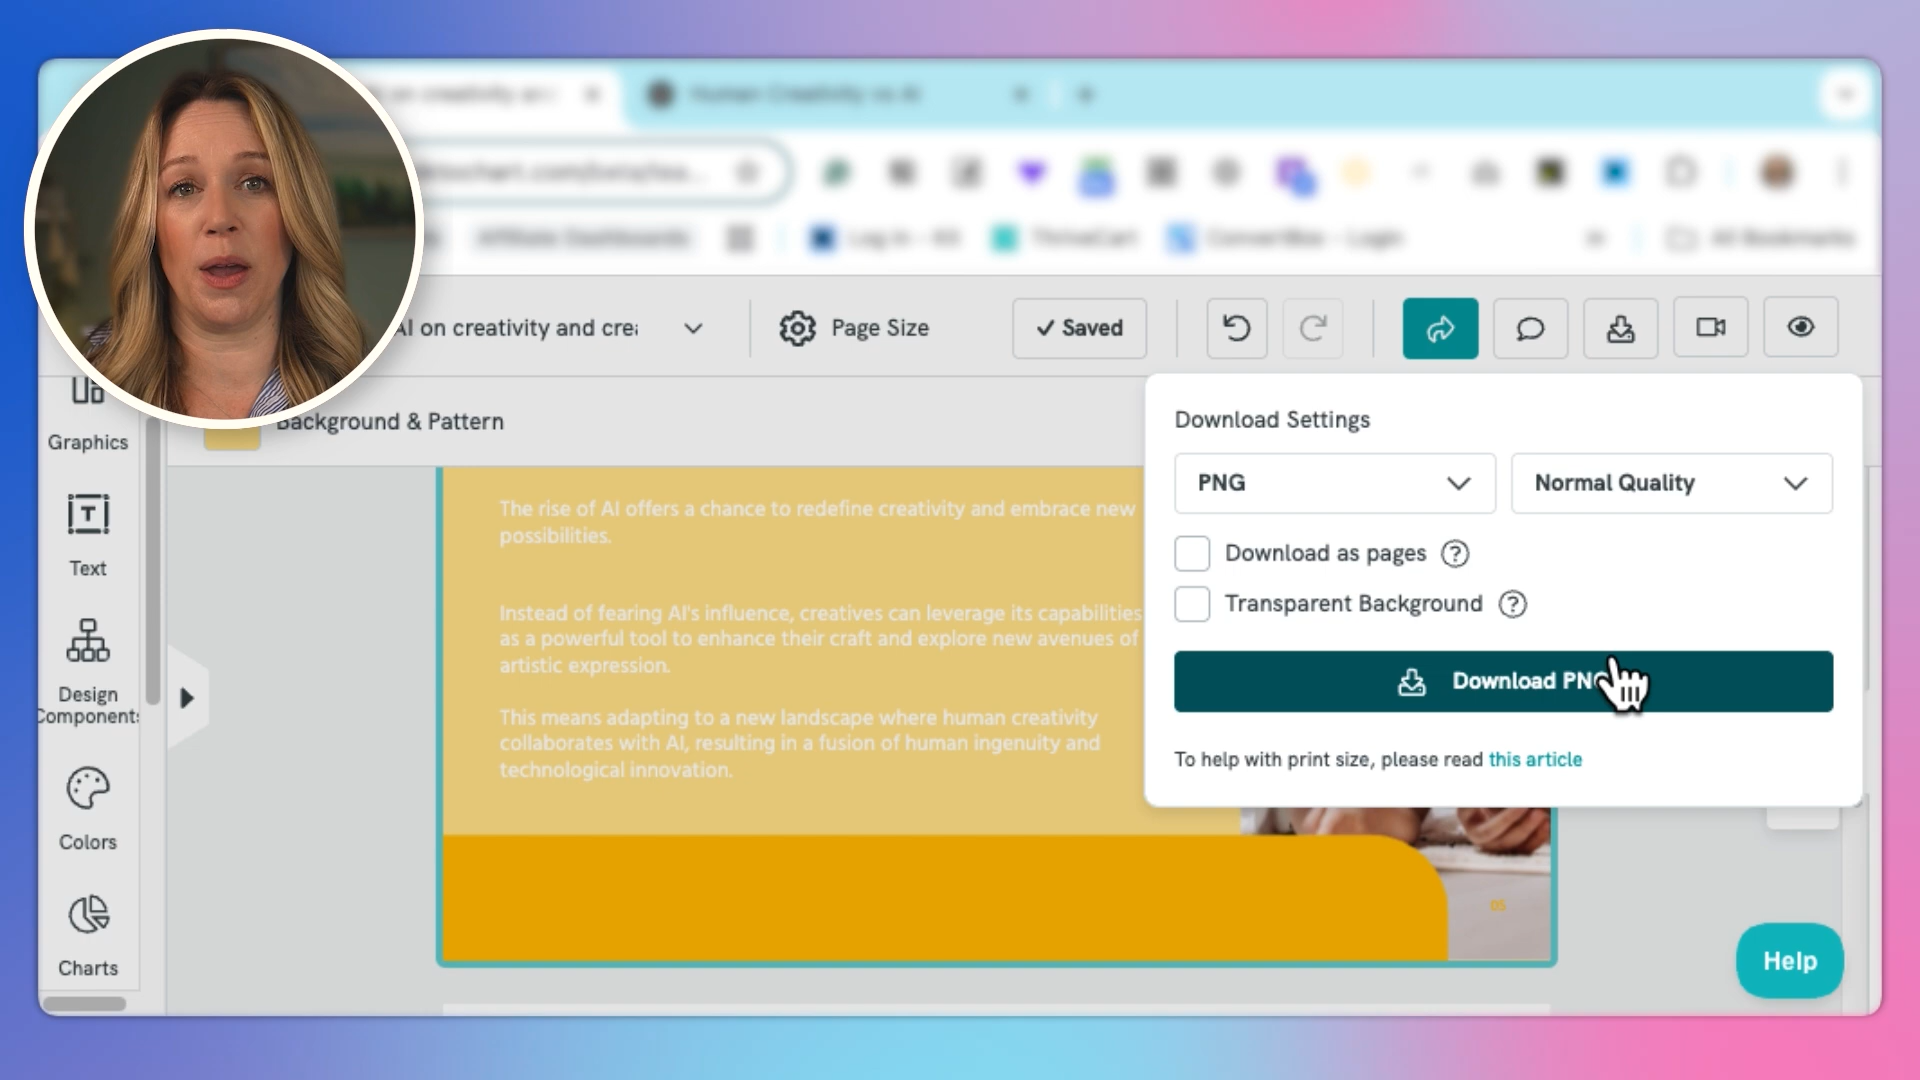 AI on creativity and crea
Page Size
✓ Saved
Graphics
Text
Design
Components
Colors
Charts
Background & Pattern
The rise of AI offers a chance to redefine creativity and embrace new
possibilities.
Instead of fearing AI's influence, creatives can leverage its capabilities
as a powerful tool to enhance their craft and explore new avenues of
artistic expression.
This means adapting to a new landscape where human creativity
collaborates with AI, resulting in a fusion of human ingenuity and
technological innovation.
05
Download Settings
PNG
Normal Quality
Download as pages ?
Transparent Background ?
Download PNG
To help with print size, please read this article
Help